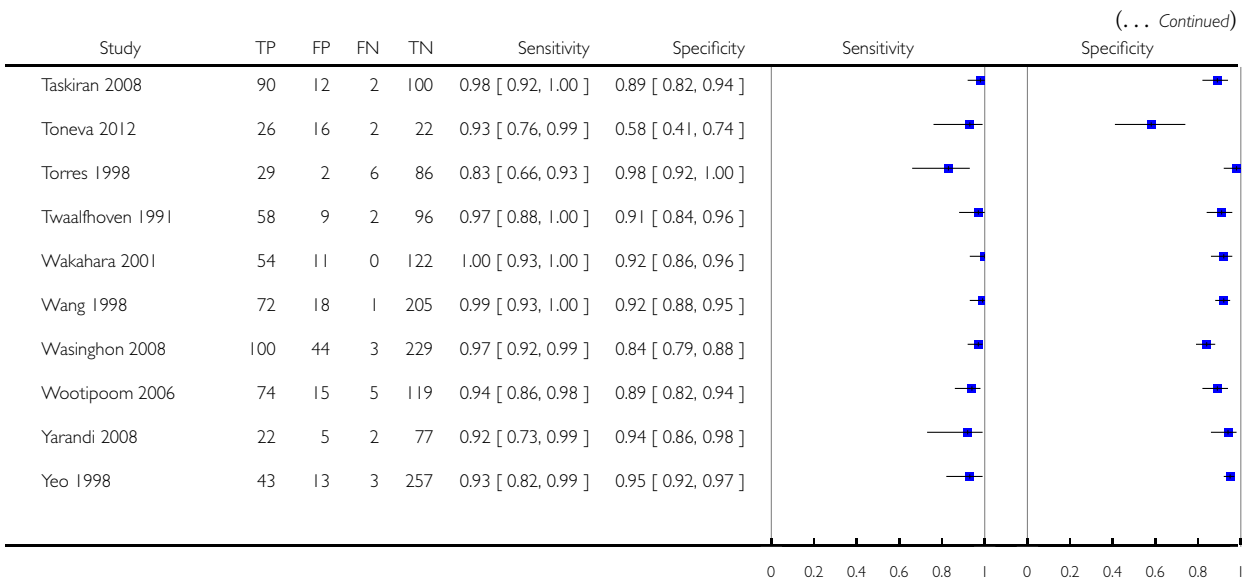 (... Continued)
Study TP FP FN TN Sensitivity Specificity Sensitivity Specificity
Taskiran 2008 90 12 2 100 0.98 [ 0.92, 1.00 ] 0.89 [ 0.82, 0.94 ]
Toneva 2012 26 16 2 22 0.93 [ 0.76, 0.99 ] 0.58 [ 0.41, 0.74 ]
Torres 1998 29 2 6 86 0.83 [ 0.66, 0.93 ] 0.98 [ 0.92, 1.00 ]
Twaalfhoven 1991 58 9 2 96 0.97 [ 0.88, 1.00 ] 0.91 [ 0.84, 0.96 ]
Wakahara 2001 54 11 0 122 1.00 [ 0.93, 1.00 ] 0.92 [ 0.86, 0.96 ]
Wang 1998 72 18 1 205 0.99 [ 0.93, 1.00 ] 0.92 [ 0.88, 0.95 ]
Wasinghon 2008 100 44 3 229 0.97 [ 0.92, 0.99 ] 0.84 [ 0.79, 0.88 ]
Wootipoom 2006 74 15 5 119 0.94 [ 0.86, 0.98 ] 0.89 [ 0.82, 0.94 ]
Yarandi 2008 22 5 2 77 0.92 [ 0.73, 0.99 ] 0.94 [ 0.86, 0.98 ]
Yeo 1998 43 13 3 257 0.93 [ 0.82, 0.99 ] 0.95 [ 0.92, 0.97 ]
0 0.2 0.4 0.6 0.8 1 0 0.2 0.4 0.6 0.8 1